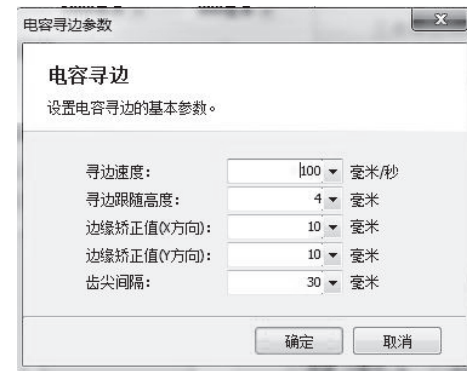 电容寻边参数
电容寻边
设置电容寻边的基本参数。
寻边速度: 100 毫米/秒
寻边跟随高度: 4 毫米
边缘矫正值(X方向): 10 毫米
边缘矫正值(Y方向): 10 毫米
齿尖间隔: 30 毫米
确定 取消